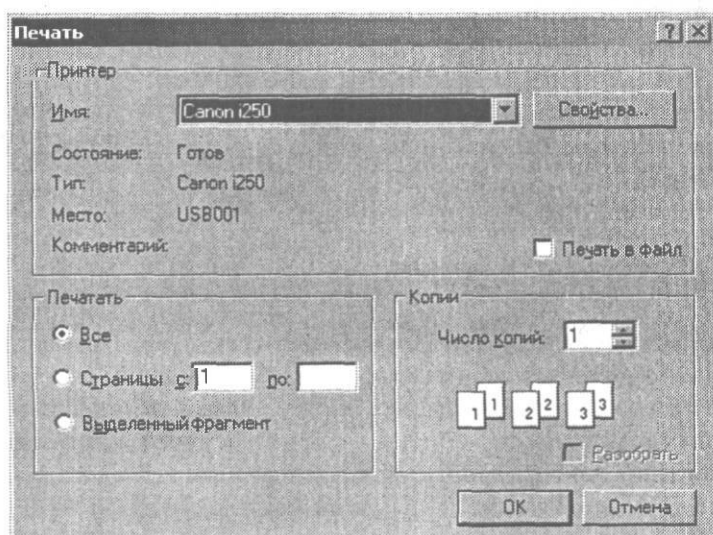 Печать
Принтер
Имя: Canon i250 Свойства...
Состояние: Готов
Тип: Canon i250
Место: USB001
Комментарий:
Печать в файл
Печатать
Все
Страницы с: 1 по:
Выделенный фрагмент
Копии
Число копий: 1
1 1 2 2 3 3
Разобрать
OK Отмена